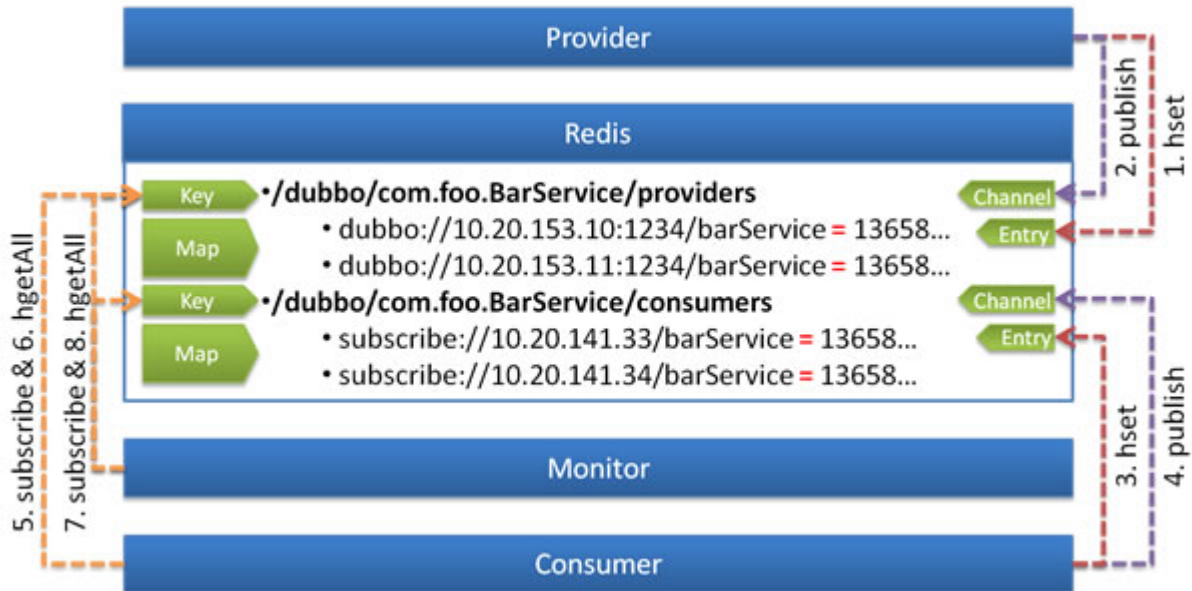 Provider
2. publish
1. hset
Redis
Key
•/dubbo/com.foo.BarService/providers
Channel
Map
• dubbo://10.20.153.10:1234/barService = 13658...
Entry
• dubbo://10.20.153.11:1234/barService = 13658...
Key
•/dubbo/com.foo.BarService/consumers
Channel
Map
• subscribe://10.20.141.33/barService = 13658...
Entry
• subscribe://10.20.141.34/barService = 13658...
5. subscribe & 6. hgetAll
7. subscribe & 8. hgetAll
3. hset
4. publish
Monitor
Consumer